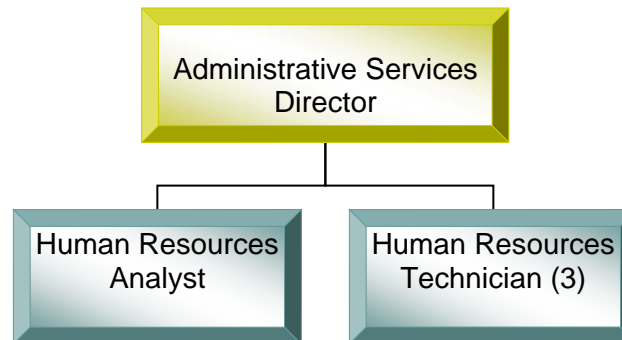 Administrative Services
Director
Human Resources
Analyst
Human Resources
Technician (3)